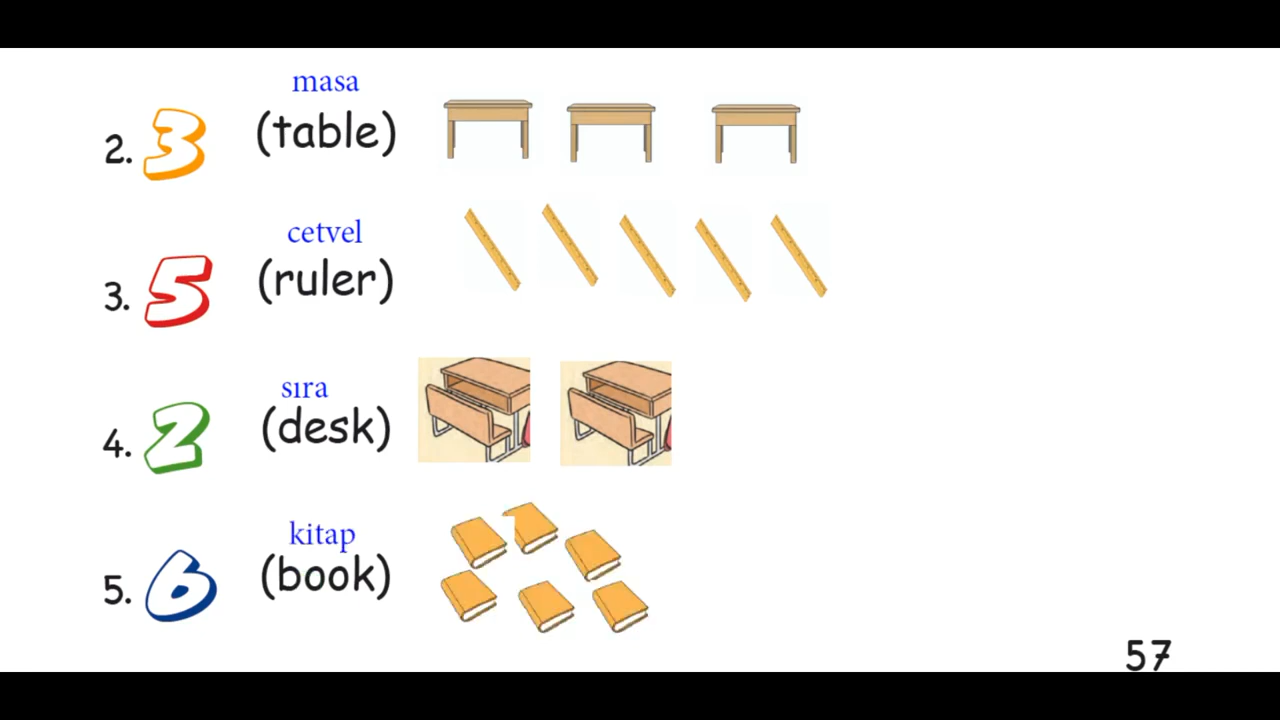 masa
2. 3 (table)
cetvel
3. 5 (ruler)
sıra
4. 2 (desk)
kitap
5. 6 (book)
57